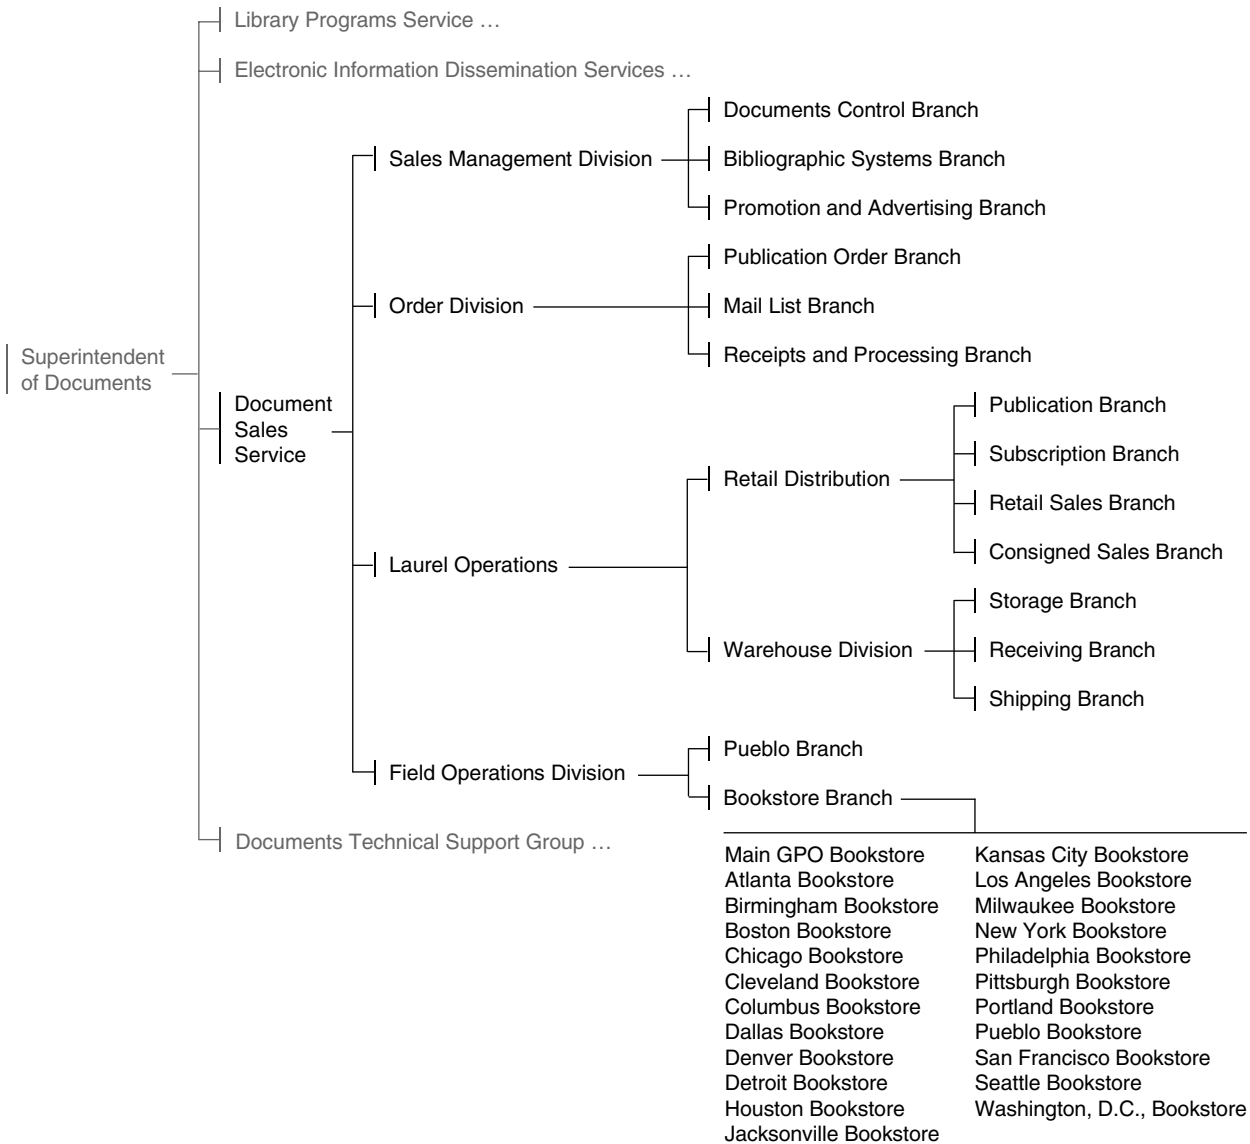 Library Programs Service …
Electronic Information Dissemination Services …
Documents Control Branch
Sales Management Division
Bibliographic Systems Branch
Promotion and Advertising Branch
Publication Order Branch
Order Division
Mail List Branch
Receipts and Processing Branch
Superintendent
of Documents
Document
Sales
Service
Publication Branch
Subscription Branch
Retail Distribution
Retail Sales Branch
Consigned Sales Branch
Laurel Operations
Storage Branch
Warehouse Division
Receiving Branch
Shipping Branch
Pueblo Branch
Field Operations Division
Bookstore Branch
Documents Technical Support Group …
Main GPO Bookstore
Atlanta Bookstore
Birmingham Bookstore
Boston Bookstore
Chicago Bookstore
Cleveland Bookstore
Columbus Bookstore
Dallas Bookstore
Denver Bookstore
Detroit Bookstore
Houston Bookstore
Jacksonville Bookstore
Kansas City Bookstore
Los Angeles Bookstore
Milwaukee Bookstore
New York Bookstore
Philadelphia Bookstore
Pittsburgh Bookstore
Portland Bookstore
Pueblo Bookstore
San Francisco Bookstore
Seattle Bookstore
Washington, D.C., Bookstore